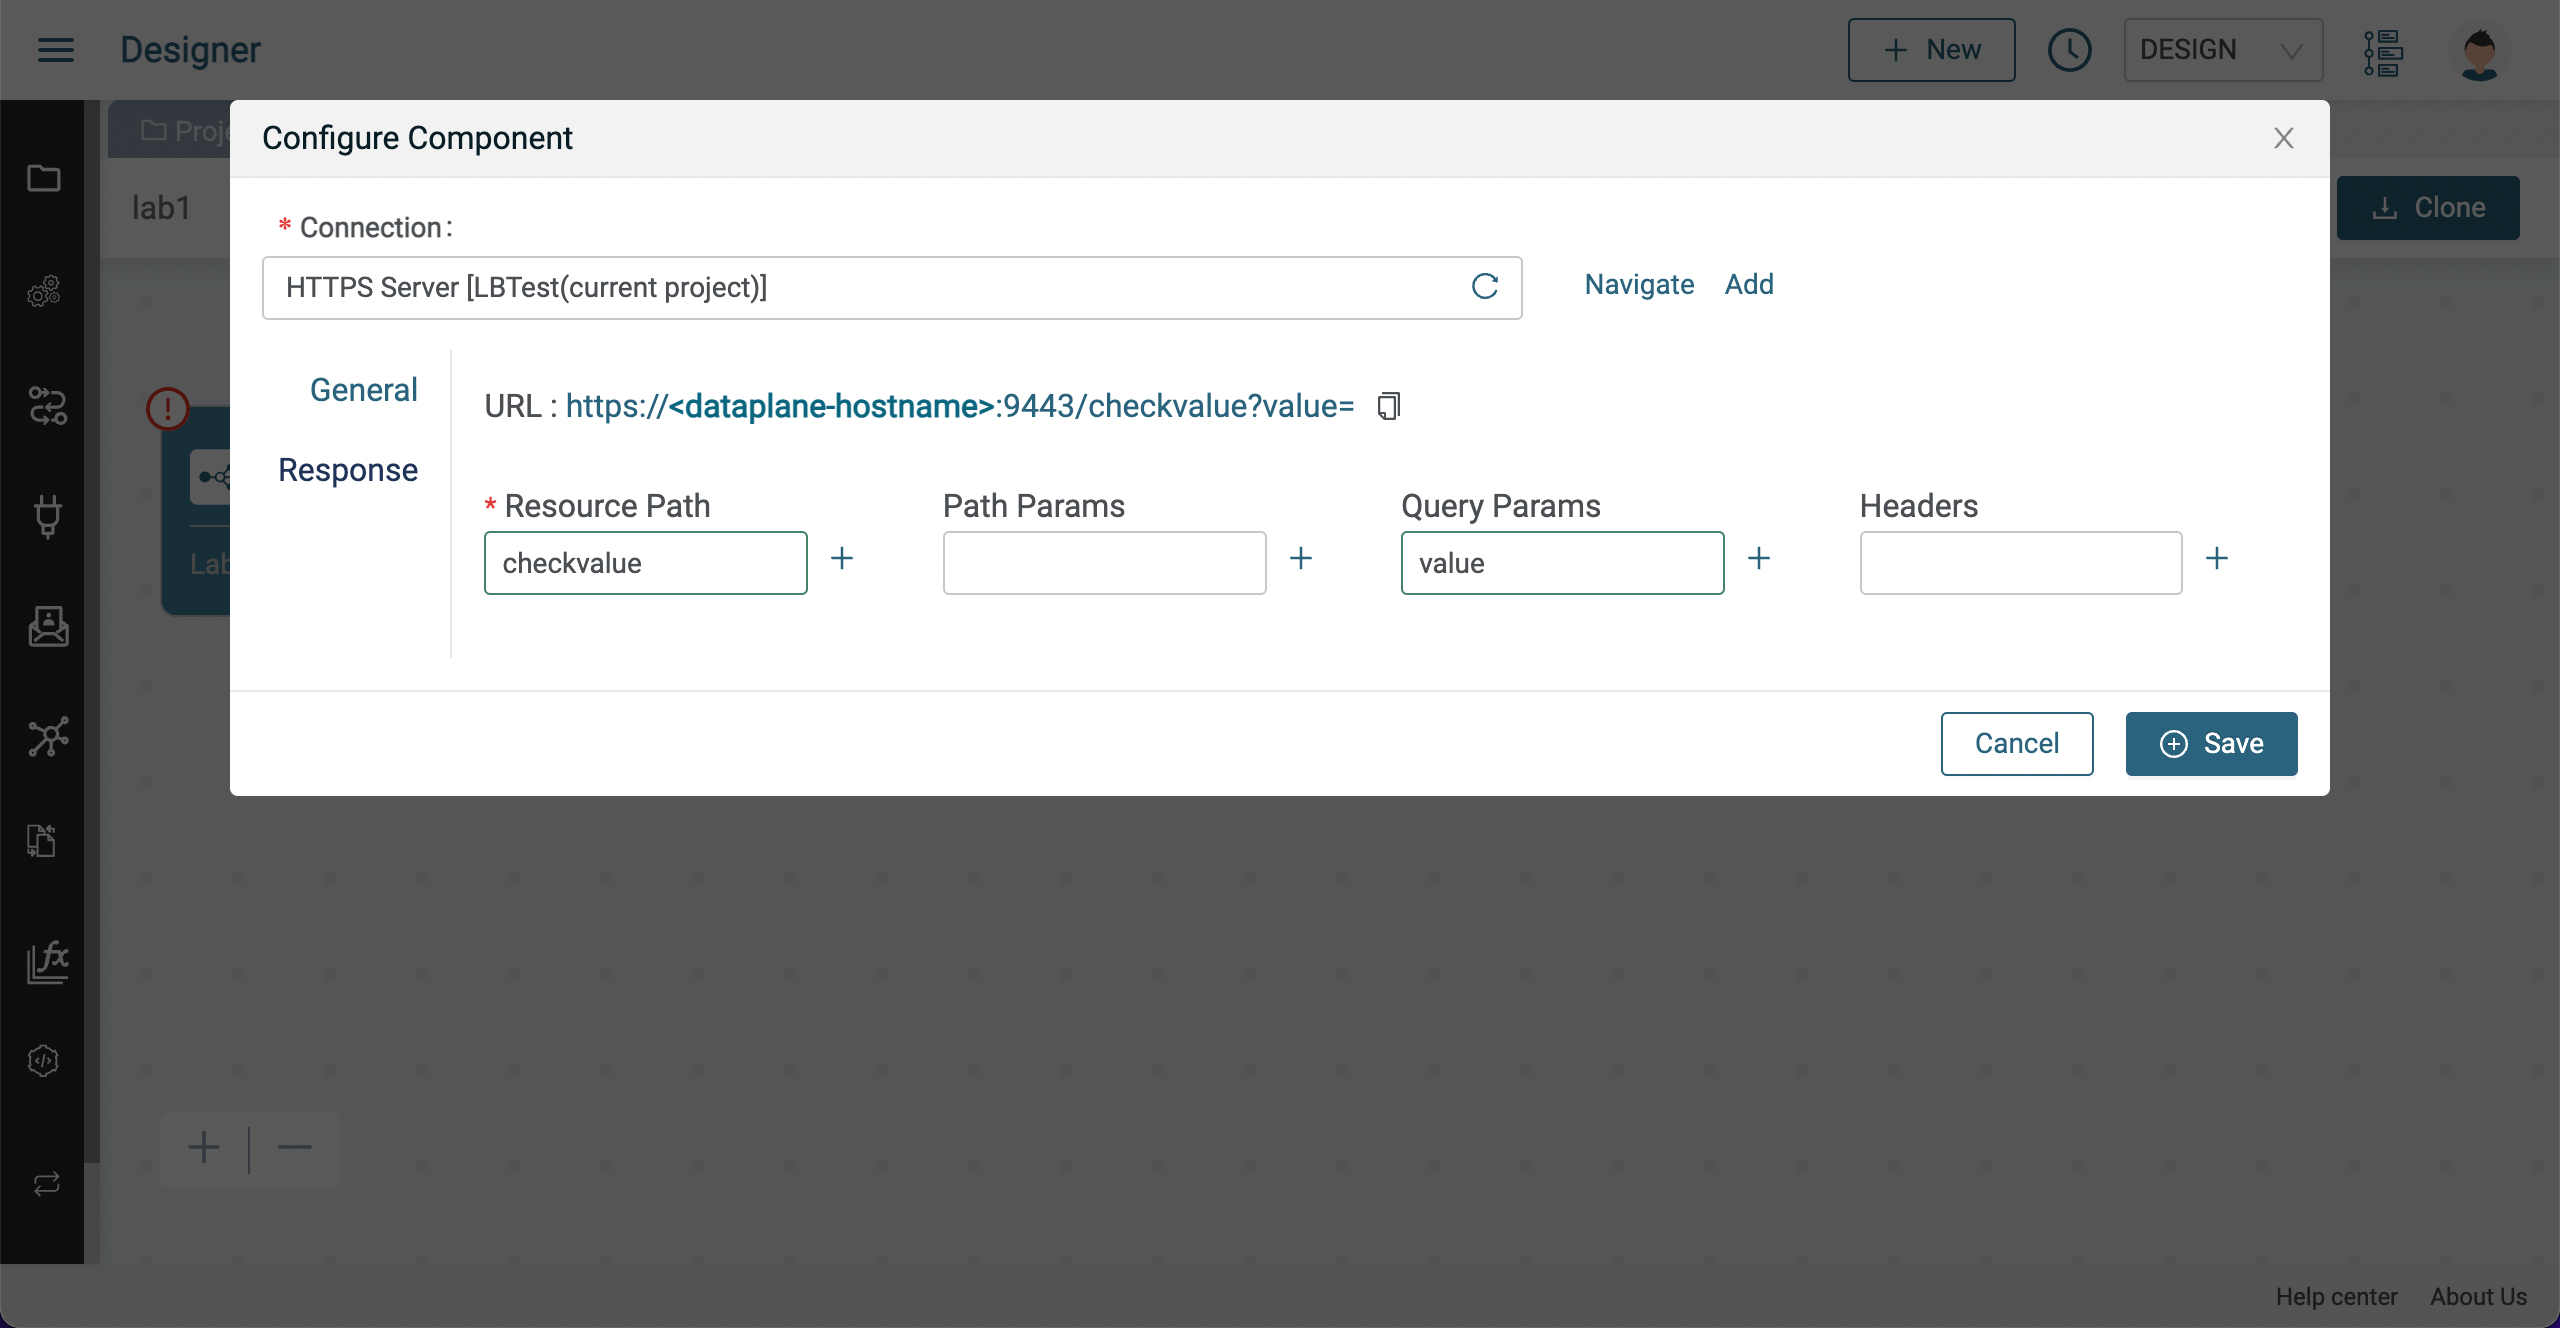 Designer
New
DESIGN
Proje
Configure Component
lab1
Clone
* Connection:
HTTPS Server [LBTest(current project)]
Navigate Add
General
URL : https://<dataplane-hostname>:9443/checkvalue?value=
Response
* Resource Path
Path Params
Query Params
Headers
checkvalue
value
Lab
Cancel
Save
fx
Help center
About Us